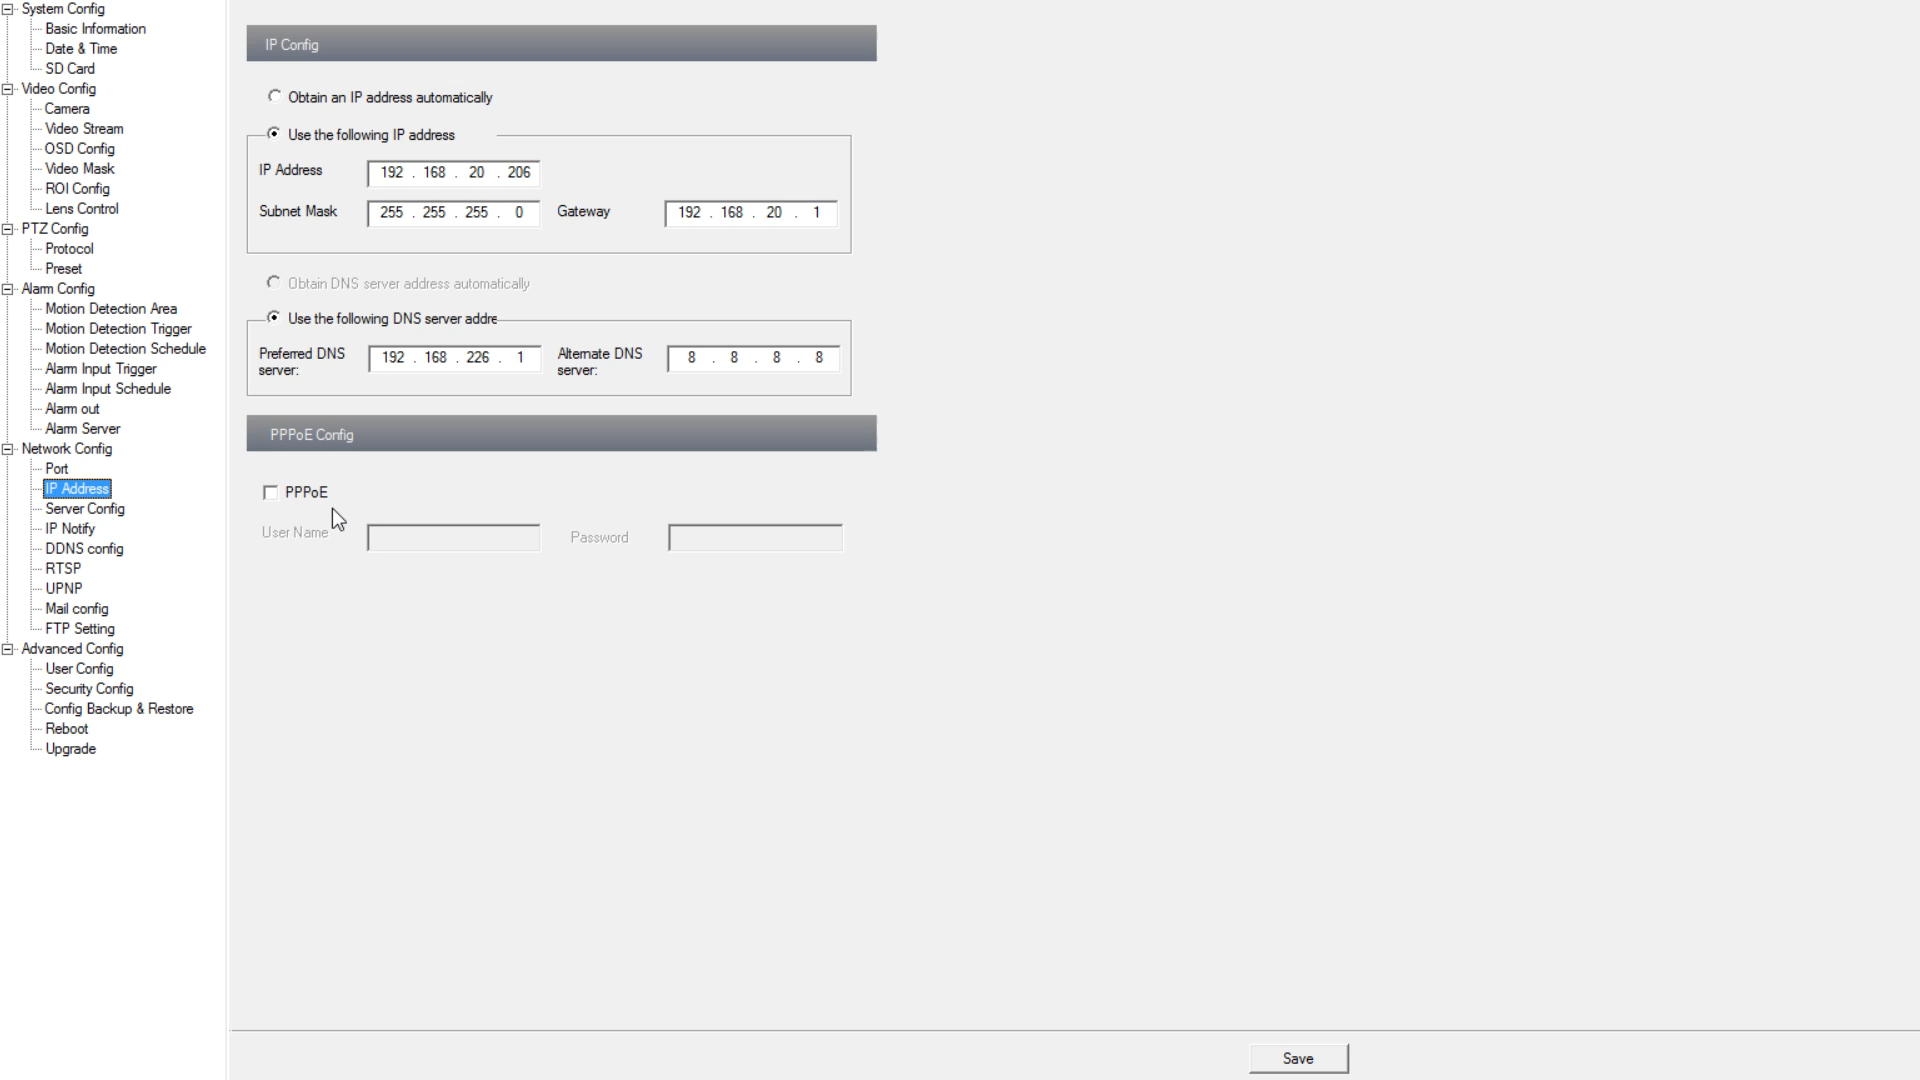 System Config
Basic Information
Date & Time
SD Card
Video Config
Camera
Video Stream
OSD Config
Video Mask
ROI Config
Lens Control
PTZ Config
Protocol
Preset
Alarm Config
Motion Detection Area
Motion Detection Trigger
Motion Detection Schedule
Alarm Input Trigger
Alarm Input Schedule
Alarm out
Alarm Server
Network Config
Port
IP Address
Server Config
IP Notify
DDNS config
RTSP
UPNP
Mail config
FTP Setting
Advanced Config
User Config
Security Config
Config Backup & Restore
Reboot
Upgrade
IP Config
Obtain an IP address automatically
Use the following IP address
IP Address 192 . 168 . 20 . 206
Subnet Mask 255 . 255 . 255 . 0 Gateway 192 . 168 . 20 . 1
Obtain DNS server address automatically
Use the following DNS server addre
Preferred DNS server: 192 . 168 . 226 . 1 Alternate DNS server: 8 . 8 . 8 . 8
PPPoE Config
PPPoE
User Name Password
Save